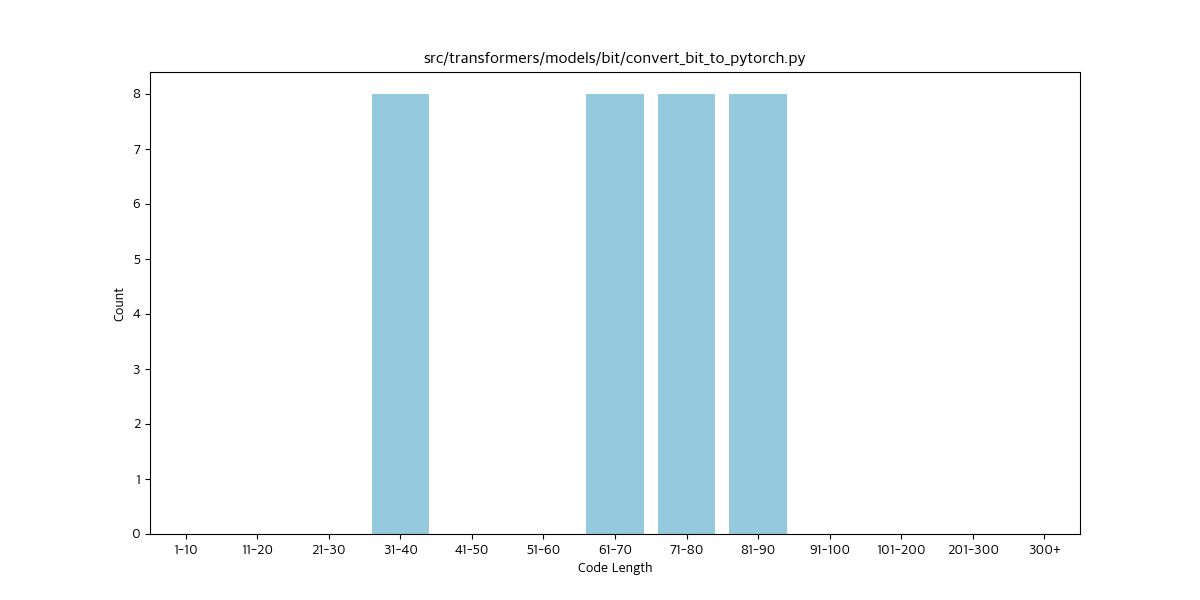 src/transformers/models/bit/convert_bit_to_pytorch.py
8
7
6
5
4
3
2
1
0
Count
1-10 11-20 21-30 31-40 41-50 51-60 61-70 71-80 81-90 91-100 101-200 201-300 300+
Code Length